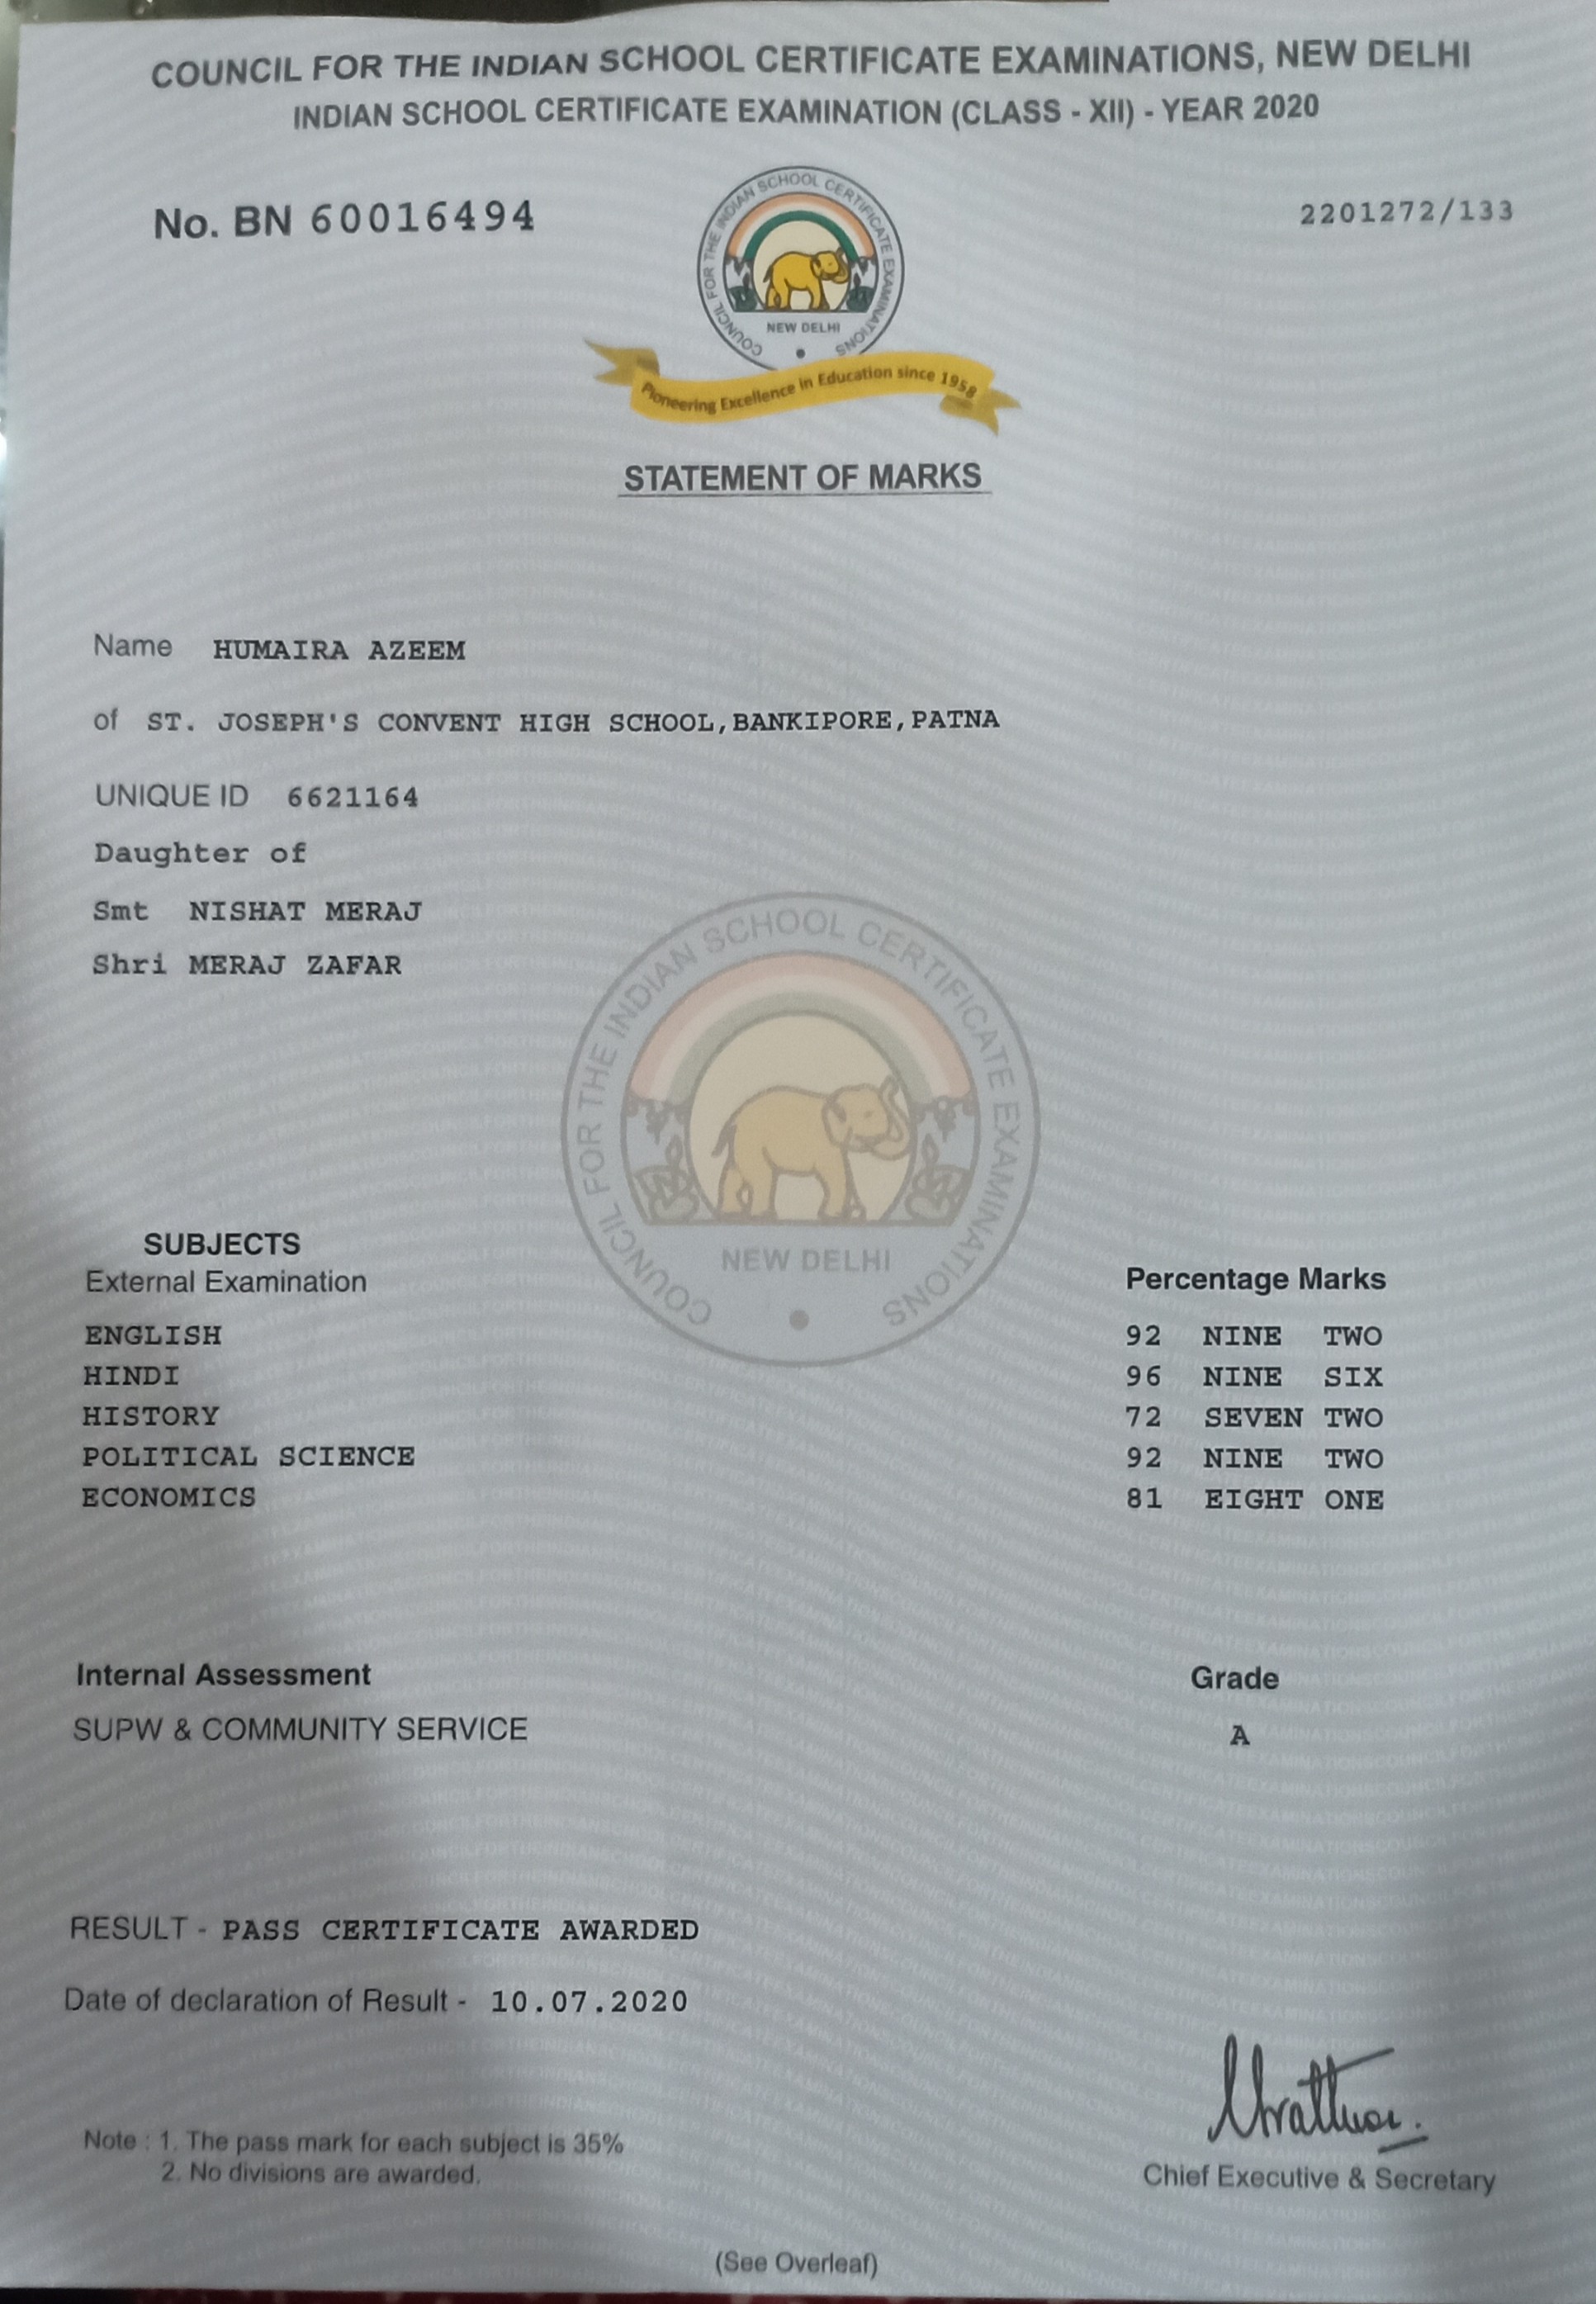 COUNCIL FOR THE INDIAN SCHOOL CERTIFICATE EXAMINATIONS, NEW DELHI
INDIAN SCHOOL CERTIFICATE EXAMINATION (CLASS - XII) - YEAR 2020
No. BN 60016494
2201272/133
COUNCIL FOR THE INDIAN SCHOOL CERTIFICATE EXAMINATIONS
NEW DELHI
Pioneering Excellence in Education since 1958
STATEMENT OF MARKS
Name HUMAIRA AZEEM
of ST. JOSEPH'S CONVENT HIGH SCHOOL,BANKIPORE,PATNA
UNIQUE ID 6621164
Daughter of
Smt NISHAT MERAJ
Shri MERAJ ZAFAR
COUNCIL FOR THE INDIAN SCHOOL CERTIFICATE EXAMINATIONS
NEW DELHI
SUBJECTS
External Examination Percentage Marks
ENGLISH 92 NINE TWO
HINDI 96 NINE SIX
HISTORY 72 SEVEN TWO
POLITICAL SCIENCE 92 NINE TWO
ECONOMICS 81 EIGHT ONE
Internal Assessment Grade
SUPW & COMMUNITY SERVICE A
RESULT - PASS CERTIFICATE AWARDED
Date of declaration of Result - 10.07.2020
Note : 1. The pass mark for each subject is 35%
2. No divisions are awarded.
Chief Executive & Secretary
(See Overleaf)